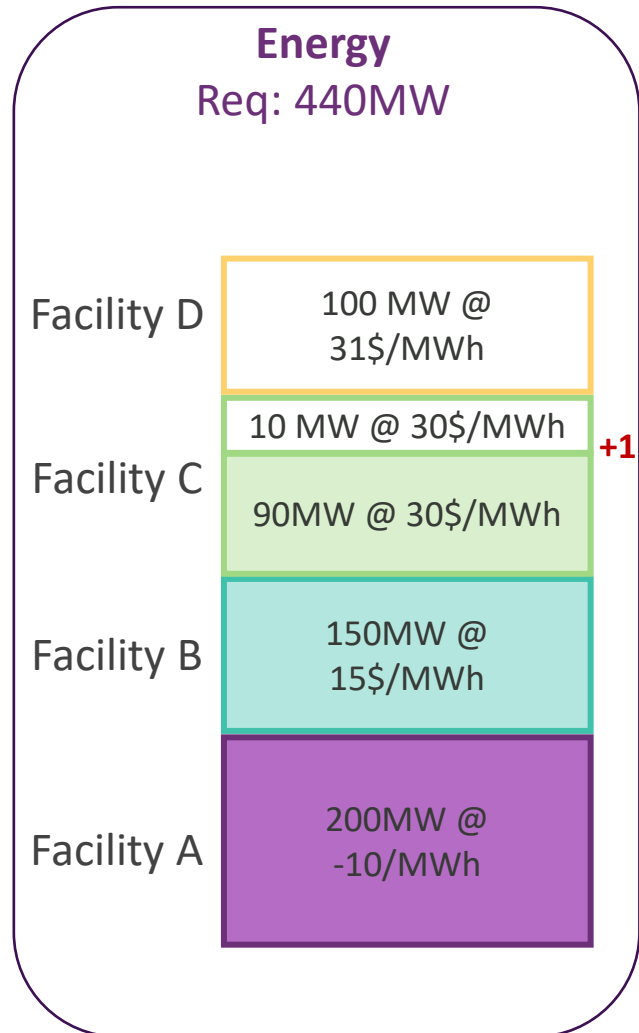 Energy
Req: 440MW
Facility D
100 MW @
31$/MWh
10 MW @ 30$/MWh
+1
Facility C
90MW @ 30$/MWh
Facility B
150MW @
15$/MWh
Facility A
200MW @
-10/MWh